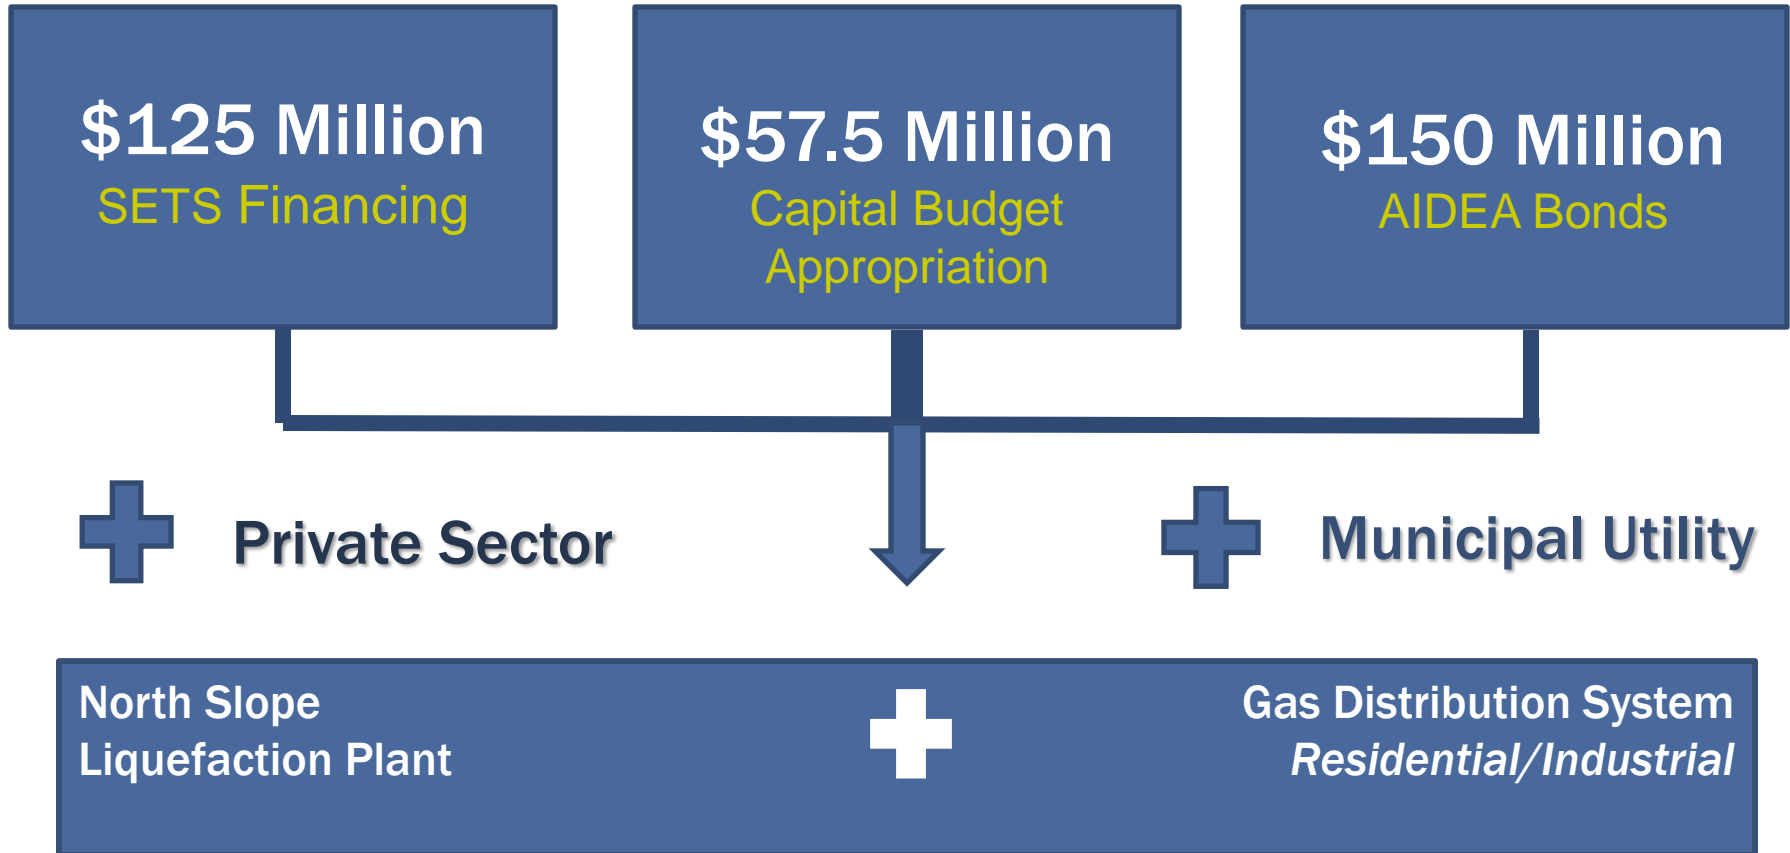 $125 Million
SETS Financing
$57.5 Million
Capital Budget
Appropriation
$150 Million
AIDEA Bonds
Private Sector
Municipal Utility
North Slope
Liquefaction Plant
Gas Distribution System
Residential/Industrial